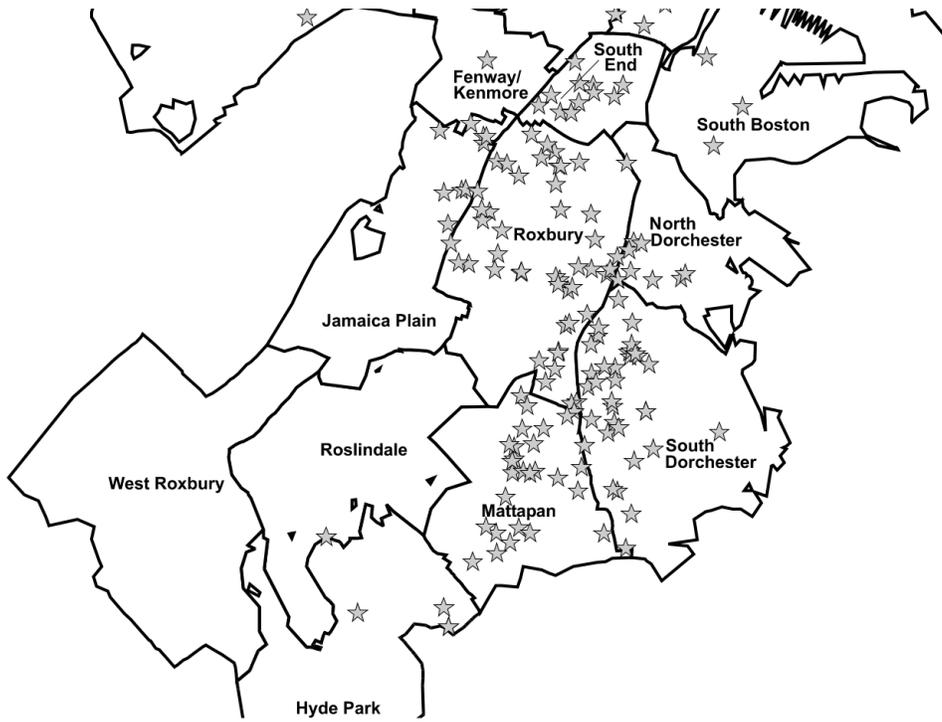 South
End
Fenway/
Kenmore
South Boston
North
Dorchester
Roxbury
Jamaica Plain
Roslindale
South
Dorchester
West Roxbury
Mattapan
Hyde Park